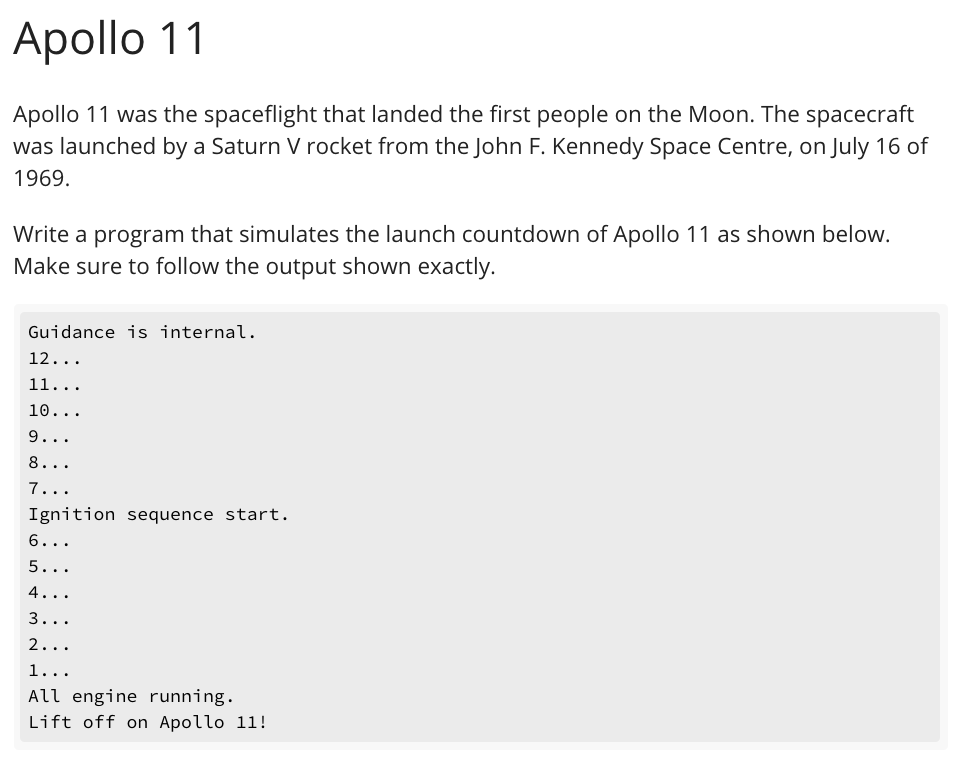 Apollo 11
Apollo 11 was the spaceflight that landed the first people on the Moon. The spacecraft
was launched by a Saturn V rocket from the John F. Kennedy Space Centre, on July 16 of
1969.
Write a program that simulates the launch countdown of Apollo 11 as shown below.
Make sure to follow the output shown exactly.
Guidance is internal.
12...
11...
10...
9...
8...
7...
Ignition sequence start.
6...
5...
4...
3...
2...
1...
All engine running.
Lift off on Apollo 11!